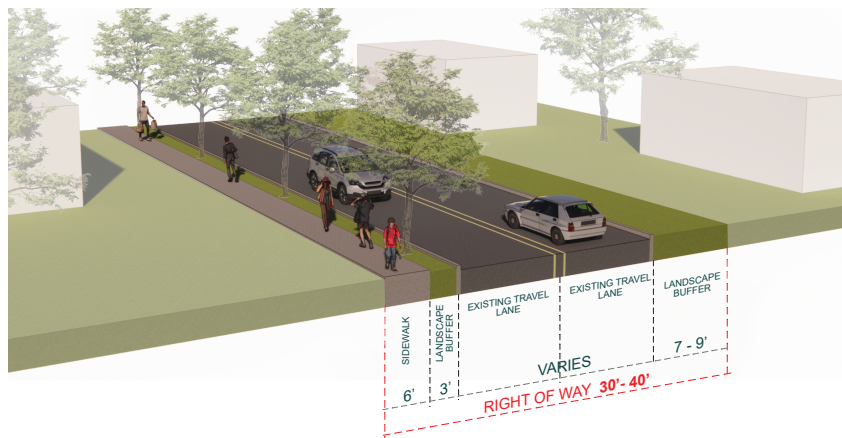 SIDEWALK
LANDSCAPE
BUFFER
EXISTING TRAVEL
LANE
EXISTING TRAVEL
LANE
LANDSCAPE
BUFFER
6’
3’
VARIES
7 - 9’
RIGHT OF WAY 30’- 40’